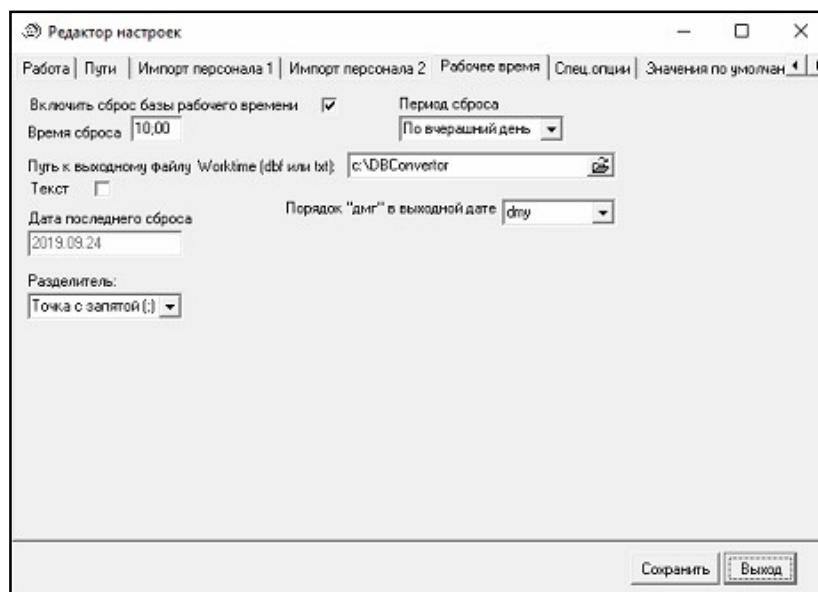 Редактор настроек
Работа Пути Импорт персонала 1 Импорт персонала 2 Рабочее время Спец.опции Значения по умолчан
Включить сброс базы рабочего времени Период сброса
Время сброса 10;00 По вчерашний день
Путь к выходному файлу Worktime (dbf или txt): c:\DBConvertor
Текст
Порядок "дмг" в выходной дате dmy
Дата последнего сброса
2019.09.24
Разделитель:
Точка с запятой (;)
Сохранить Выход